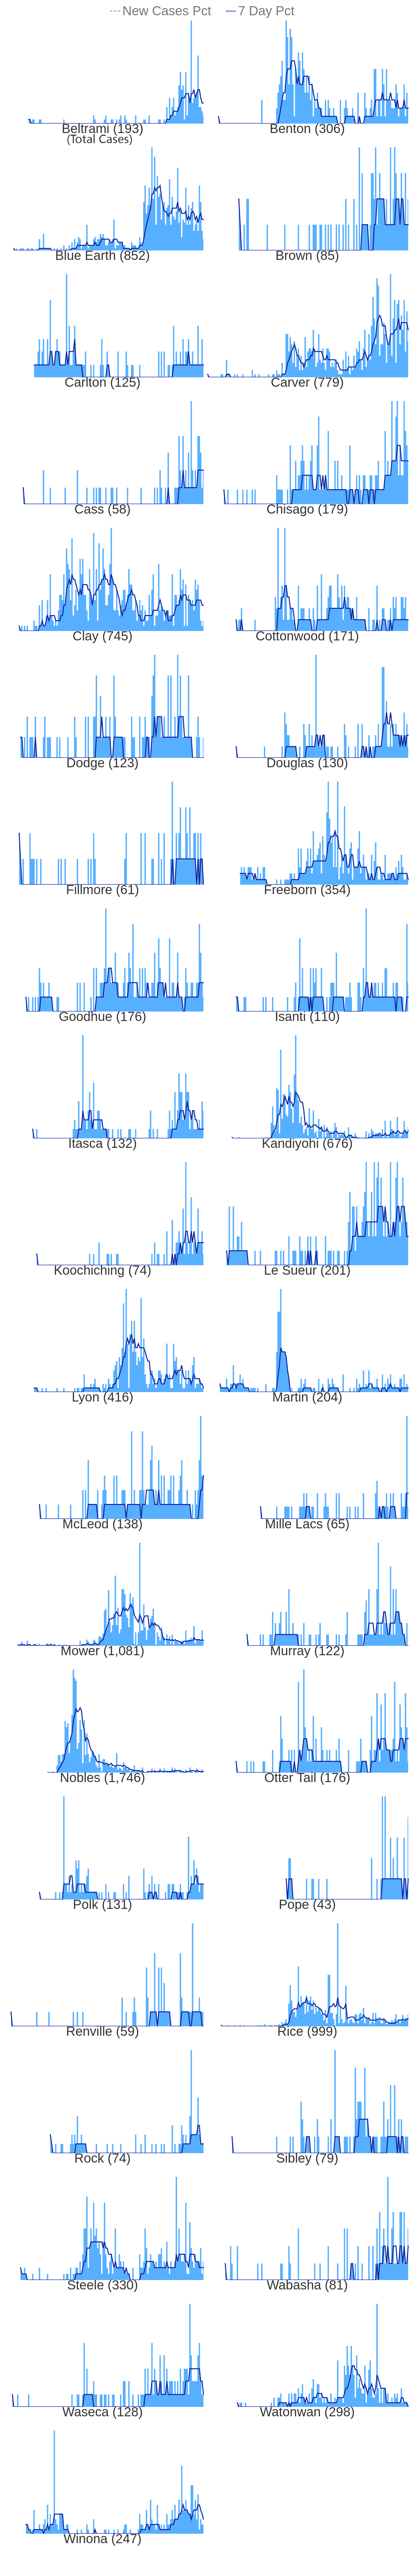 New Cases Pct 7 Day Pct
Beltrami (193) Benton (306)
(Total Cases)
Blue Earth (852) Brown (85)
Carlton (125) Carver (779)
Cass (58) Chisago (179)
Clay (745) Cottonwood (171)
Dodge (123) Douglas (130)
Fillmore (61) Freeborn (354)
Goodhue (176) Isanti (110)
Itasca (132) Kandiyohi (676)
Koochiching (74) Le Sueur (201)
Lyon (416) Martin (204)
McLeod (138) Mille Lacs (65)
Mower (1,081) Murray (122)
Nobles (1,746) Otter Tail (176)
Polk (131) Pope (43)
Renville (59) Rice (999)
Rock (74) Sibley (79)
Steele (330) Wabasha (81)
Waseca (128) Watonwan (298)
Winona (247)